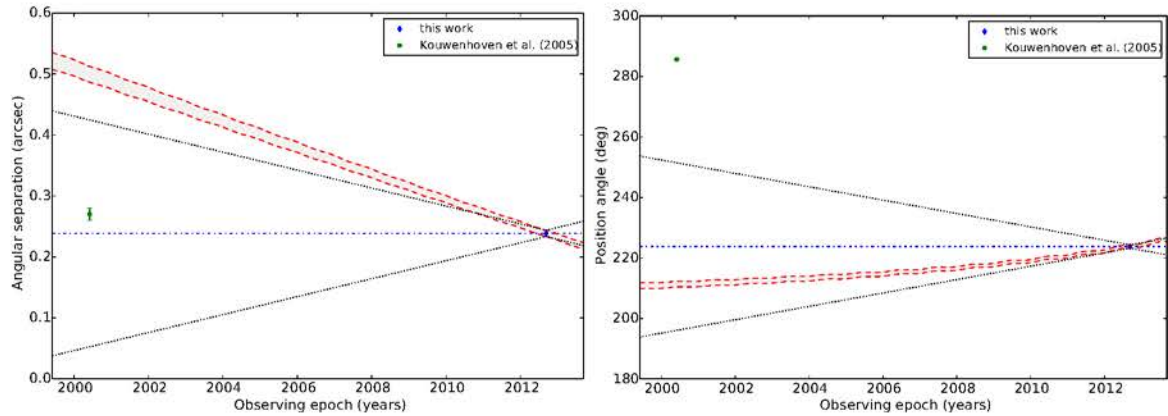 0.6
0.5
0.4
0.3
0.2
0.1
0.0
Angular separation (arcsec)
2000 2002 2004 2006 2008 2010 2012
Observing epoch (years)
this work
Kouwenhoven et al. (2005)
300
280
260
240
220
200
180
Position angle (deg)
2000 2002 2004 2006 2008 2010 2012
Observing epoch (years)
this work
Kouwenhoven et al. (2005)